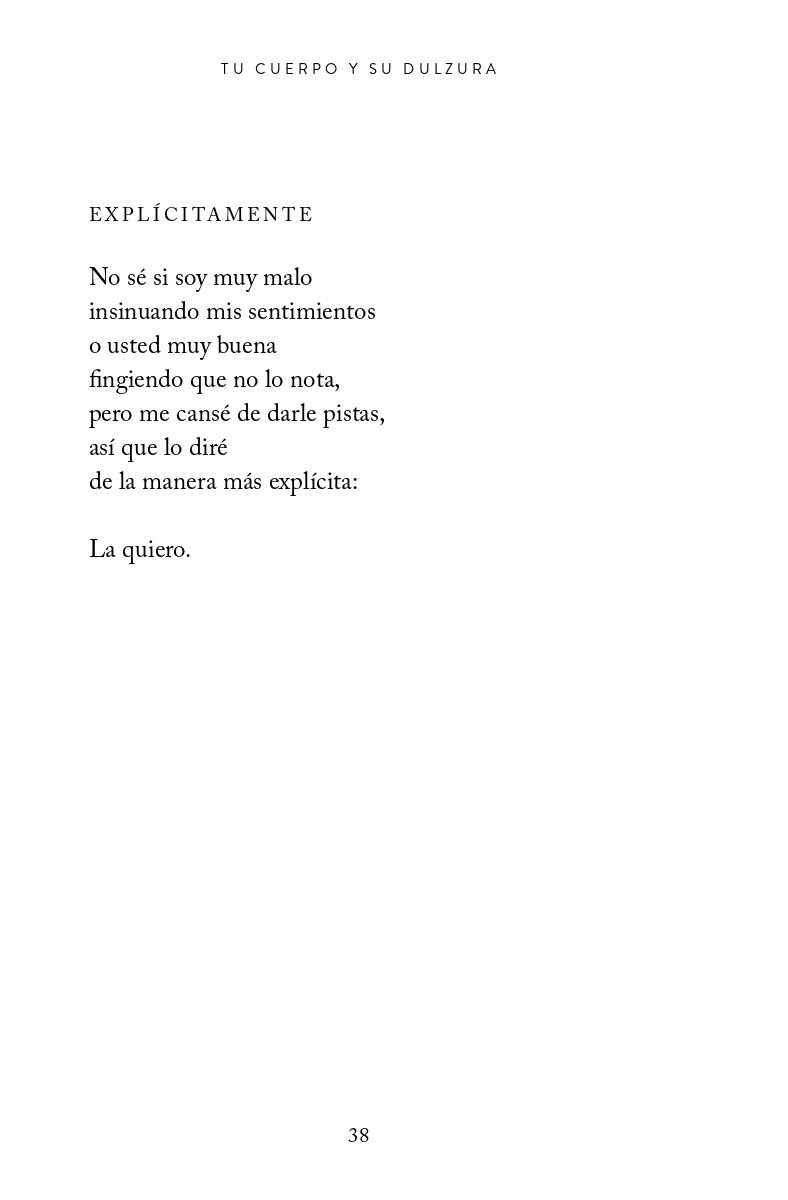 TU CUERPO Y SU DULZURA
EXPLÍCITAMENTE
No sé si soy muy malo
insinuando mis sentimientos
o usted muy buena
fingiendo que no lo nota,
pero me cansé de darle pistas,
así que lo diré
de la manera más explícita:
La quiero.
38